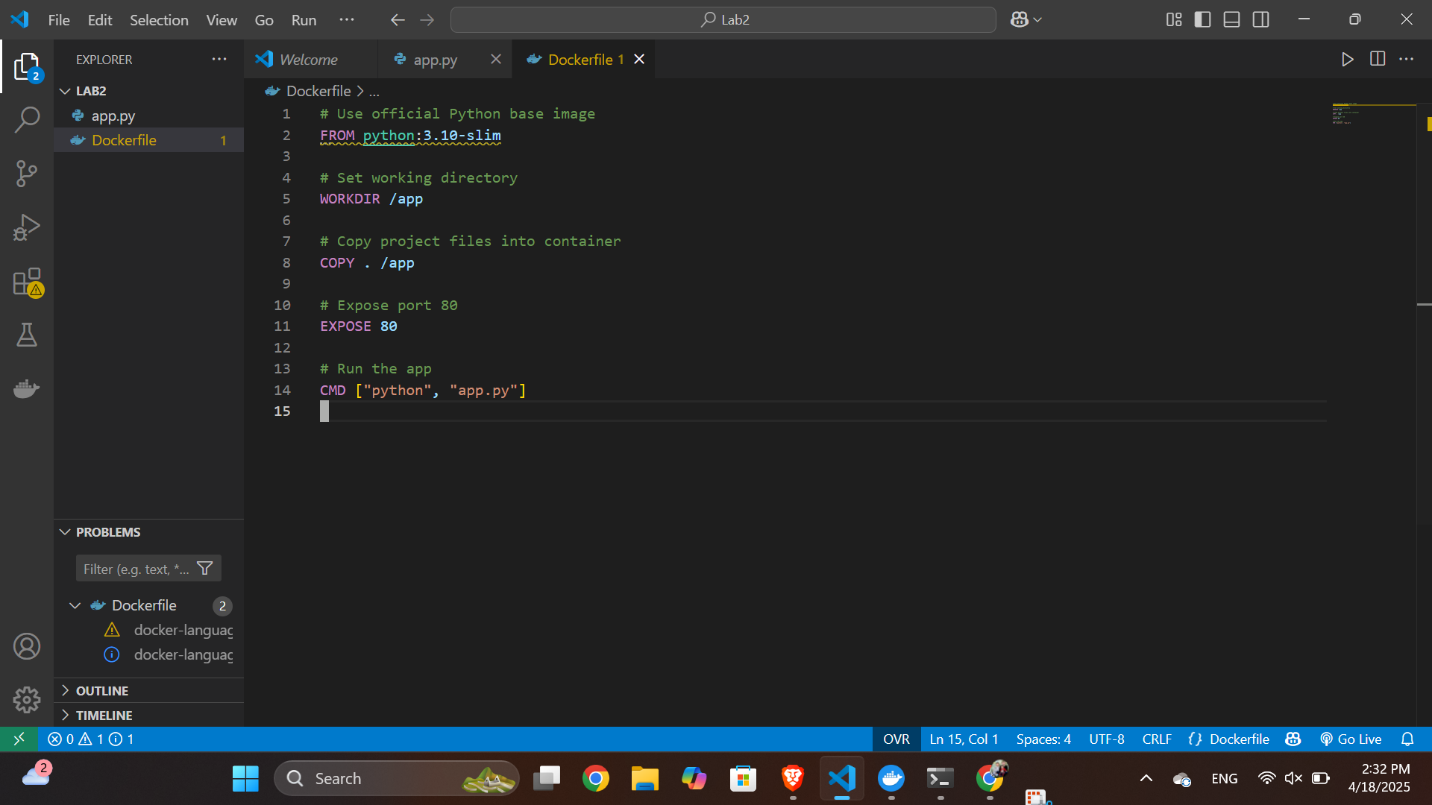 File Edit Selection View Go Run ··· Lab2
EXPLORER ···
Welcome app.py Dockerfile 1
2
LAB2
app.py
Dockerfile 1
Dockerfile > ...
1 # Use official Python base image
2 FROM python:3.10-slim
3
4 # Set working directory
5 WORKDIR /app
6
7 # Copy project files into container
8 COPY . /app
9
10 # Expose port 80
11 EXPOSE 80
12
13 # Run the app
14 CMD ["python", "app.py"]
15
PROBLEMS
Filter (e.g. text, *...
Dockerfile 2
docker-languag
docker-languag
OUTLINE
TIMELINE
0 1 1 OVR Ln 15, Col 1 Spaces: 4 UTF-8 CRLF {} Dockerfile Go Live
2 Search ENG 2:32 PM
4/18/2025